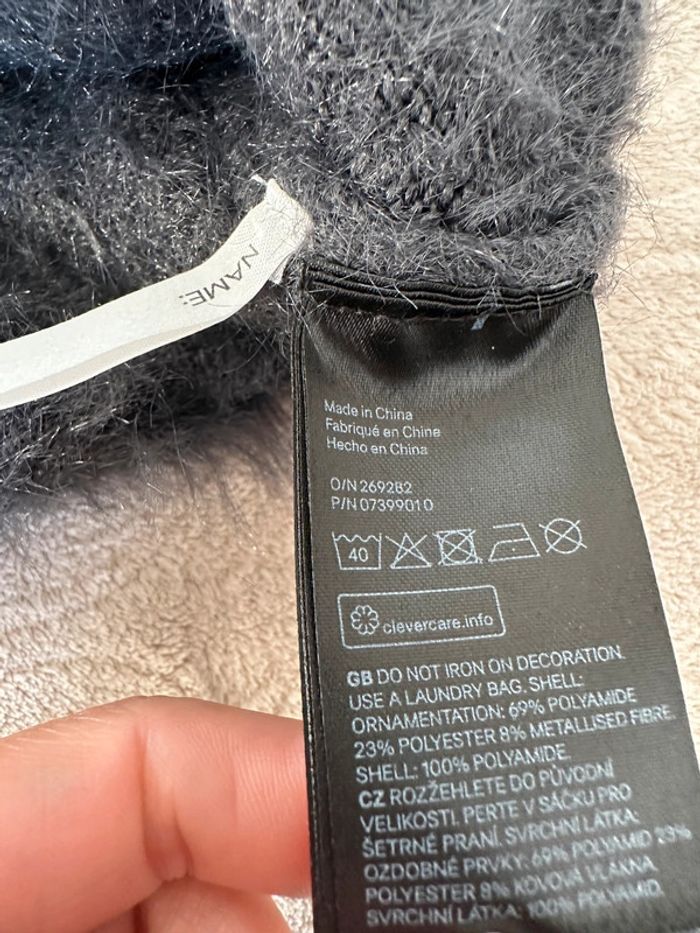 NAME:
Made in China
Fabriqué en Chine
Hecho en China
O/N 269282
P/N 07399010
40
clevercare.info
GB DO NOT IRON ON DECORATION.
USE A LAUNDRY BAG. SHELL:
ORNAMENTATION: 69% POLYAMIDE
23% POLYESTER 8% METALLISED FIBRE.
SHELL: 100% POLYAMIDE.
CZ ROZŽEHLETE DO PŮVODNÍ
VELIKOSTI. PERTE V SÁČKU PRO
ŠETRNÉ PRANÍ. SVRCHNÍ LÁTKA:
OZDOBNÉ PRVKY: 69% POLYAMID 23%
POLYESTER 8% KOVOVÁ VLÁKNA
SVRCHNÍ LÁTKA: 100% POLYAMID.